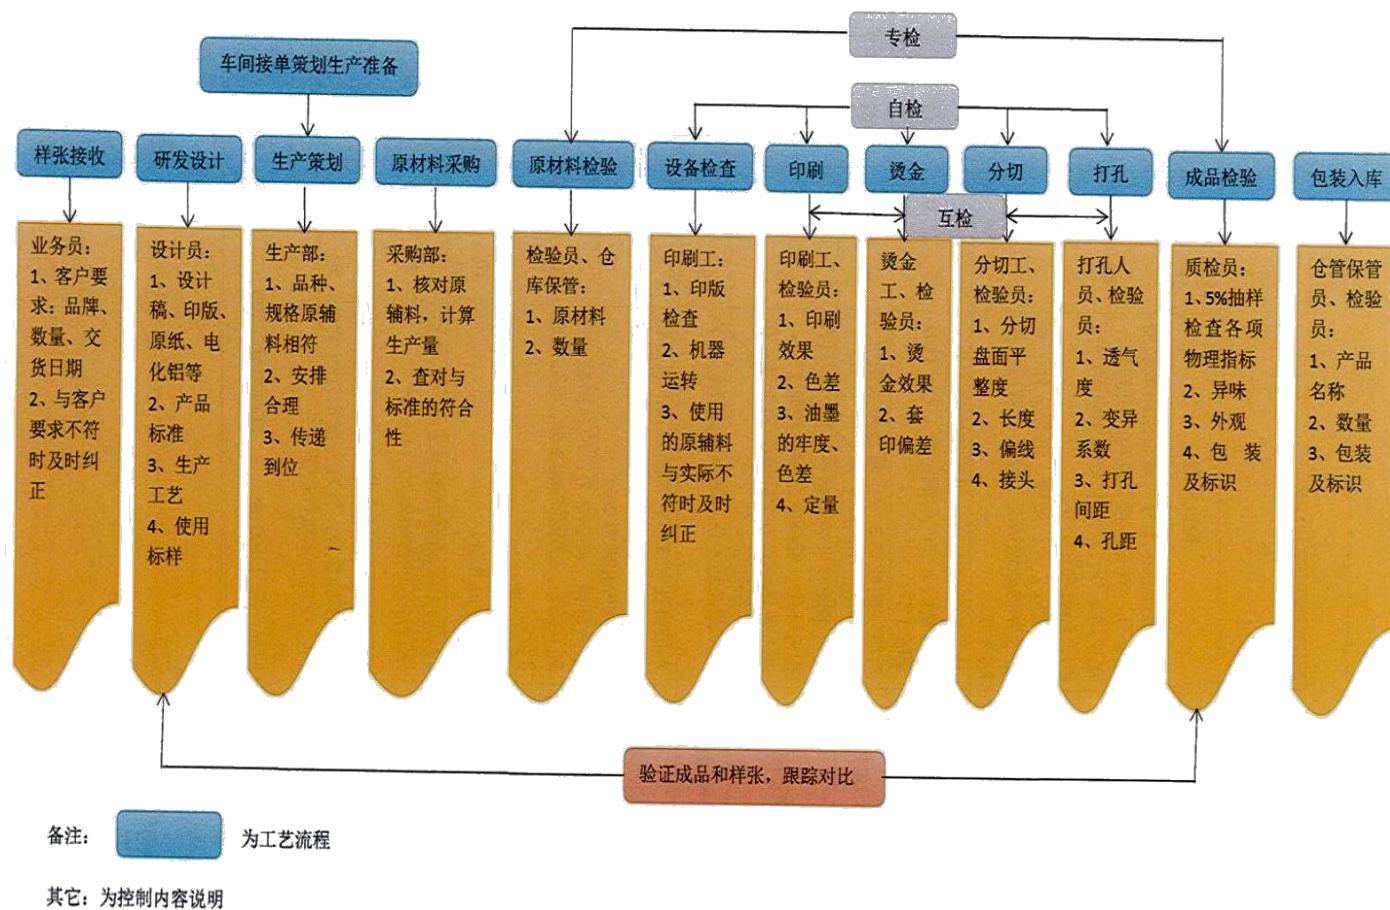 专检
车间接单策划生产准备
自检
样张接收
研发设计
生产策划
原材料采购
原材料检验
设备检查
印刷
烫金
分切
打孔
成品检验
包装入库
互检
业务员：
1、客户要
求：品牌、
数量、交
货日期
2、与客户
要求不符
时及时纠
正
设计员：
1、设计
稿、印版、
原纸、电
化铝等
2、产品
标准
3、生产
工艺
4、使用
标样
生产部：
1、品种、
规格原辅
料相符
2、安排
合理
3、传递
到位
采购部：
1、核对原
辅料，计算
生产量
2、查对与
标准的符合
性
检验员、仓
库保管：
1、原材料
2、数量
印刷工：
1、印版
检查
2、机器
运转
3、使用
的原辅料
与实际不
符时及时
纠正
印刷工、
检验员：
1、印刷
效果
2、色差
3、油墨
的牢度、
色差
4、定量
烫金
工、检
验员：
1、烫
金效果
2、套
印偏差
分切工、
检验员：
1、分切
盘面平
整度
2、长度
3、偏线
4、接头
打孔人
员、检验
员：
1、透气
度
2、变异
系数
3、打孔
间距
4、孔距
质检员：
1、5%抽样
检查各项
物理指标
2、异味
3、外观
4、包 装
及标识
仓管保管
员、检验
员：
1、产品
名称
2、数量
3、包装
及标识
验证成品和样张，跟踪对比
备注：
为工艺流程
其它：为控制内容说明